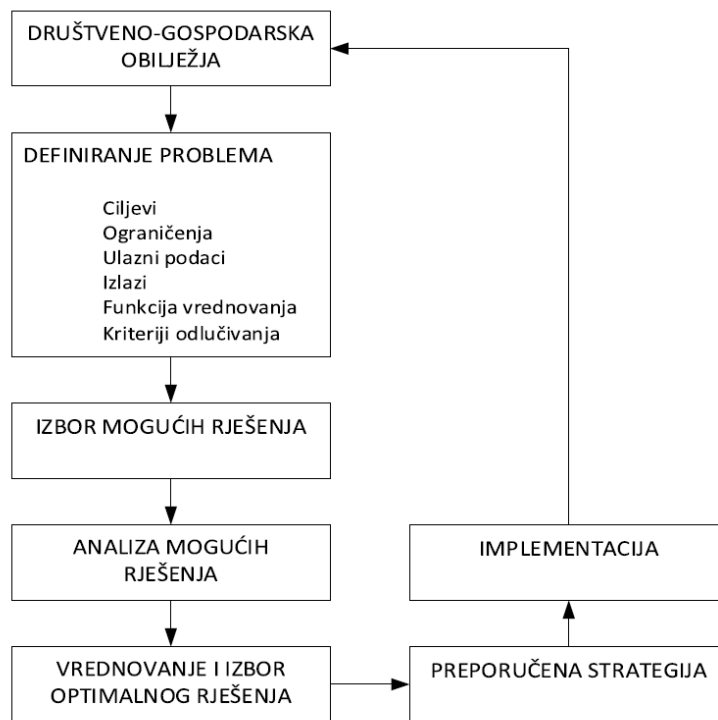 DRUŠTVENO-GOSPODARSKA
OBILJEŽJA
DEFINIRANJE PROBLEMA
Ciljevi
Ograničenja
Ulazni podaci
Izlazi
Funkcija vrednovanja
Kriteriji odlučivanja
IZBOR MOGUĆIH RJEŠENJA
ANALIZA MOGUĆIH
RJEŠENJA
VREDNOVANJE I IZBOR
OPTIMALNOG RJEŠENJA
PREPORUČENA STRATEGIJA
IMPLEMENTACIJA